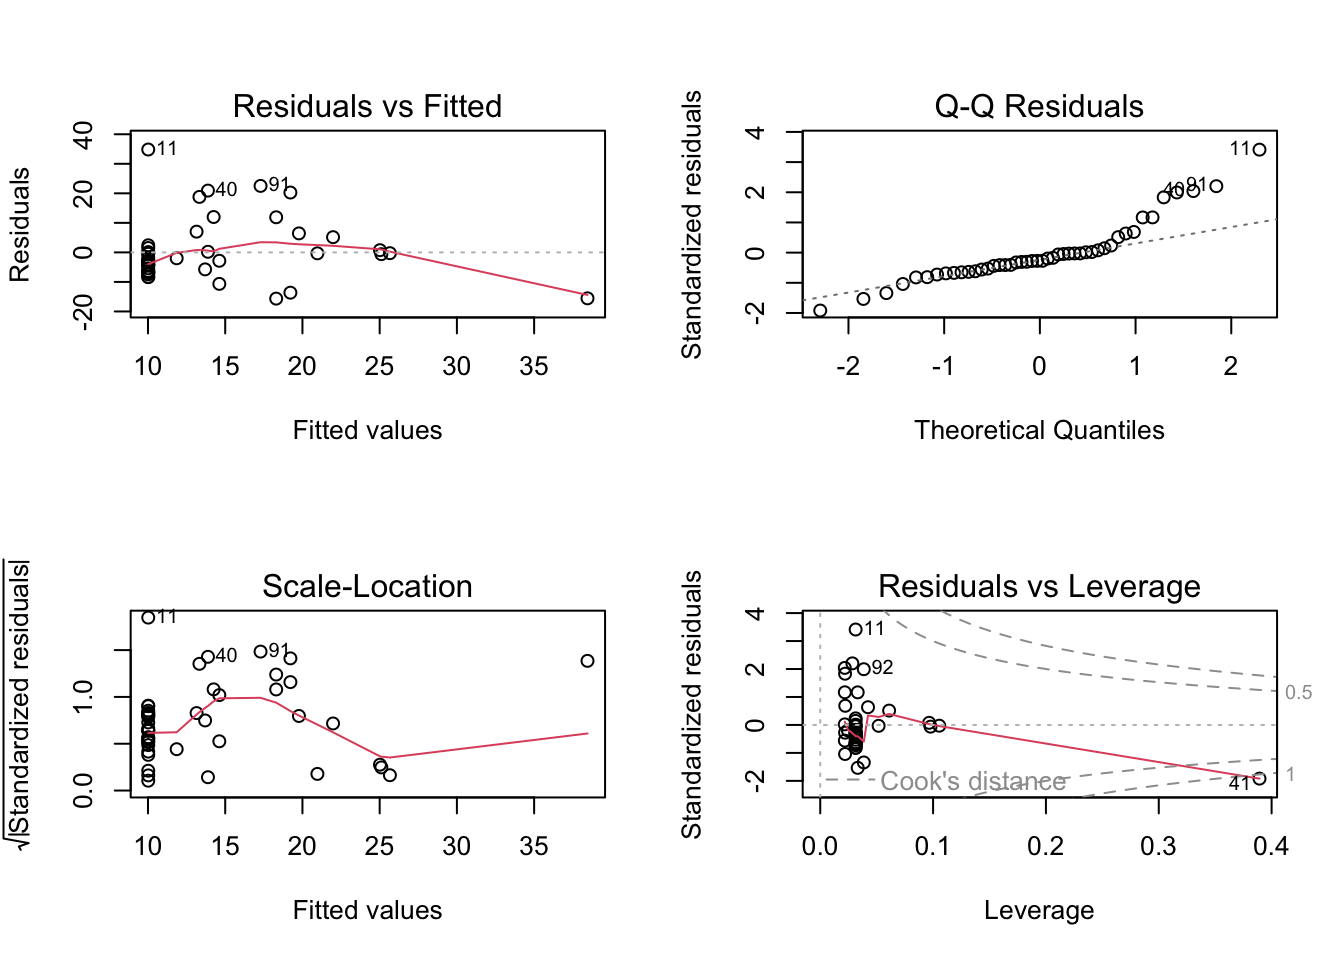 Residuals vs Fitted
Residuals
40
20
0
-20
11
40
91
10 15 20 25 30 35
Fitted values
Q-Q Residuals
Standardized residuals
4
2
0
-2
11
40
91
-2 -1 0 1 2
Theoretical Quantiles
Scale-Location
√|Standardized residuals|
1.0
0.0
11
40
91
10 15 20 25 30 35
Fitted values
Residuals vs Leverage
Standardized residuals
4
2
0
-2
11
92
41
Cook's distance
0.5
1
0.0 0.1 0.2 0.3 0.4
Leverage